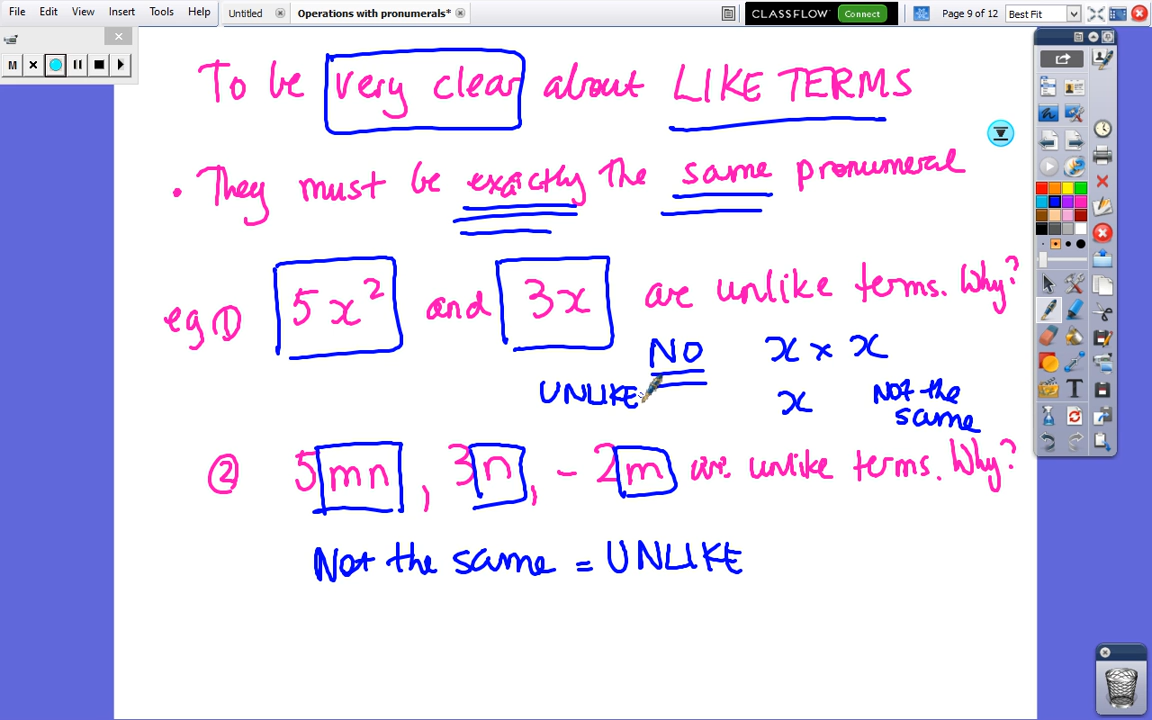 File Edit View Insert Tools Help
Untitled
Operations with pronumerals*
CLASSFLOW Connect
Page 9 of 12
Best Fit
M
To be very clear about LIKE TERMS
• They must be exactly the same pronumeral
eg ① 5x² and 3x are unlike terms. Why?
NO x × x
UNLIKE x Not the
same
② 5mn, 3n, -2m are unlike terms. Why?
Not the same = UNLIKE
T